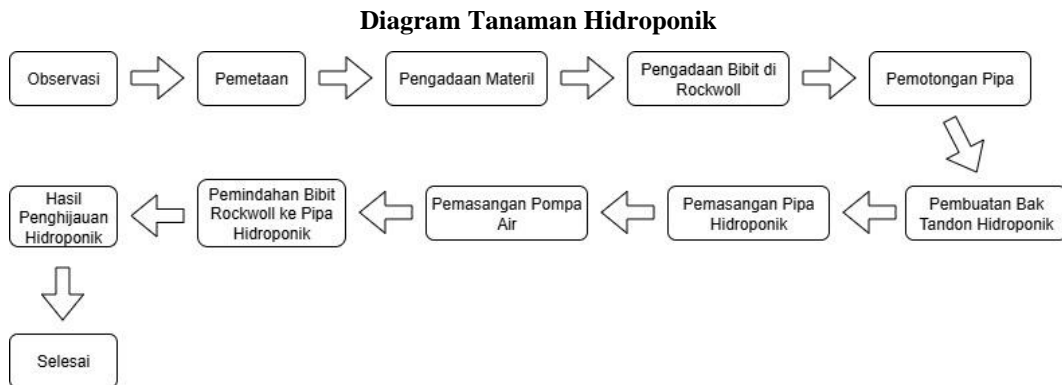 Diagram Tanaman Hidroponik
Observasi
Pemetaan
Pengadaan Materil
Pengadaan Bibit di
Rockwoll
Pemotongan Pipa
Pembuatan Bak
Tandon Hidroponik
Pemasangan Pipa
Hidroponik
Pemasangan Pompa
Air
Pemindahan Bibit
Rockwoll ke Pipa
Hidroponik
Hasil
Penghijauan
Hidroponik
Selesai